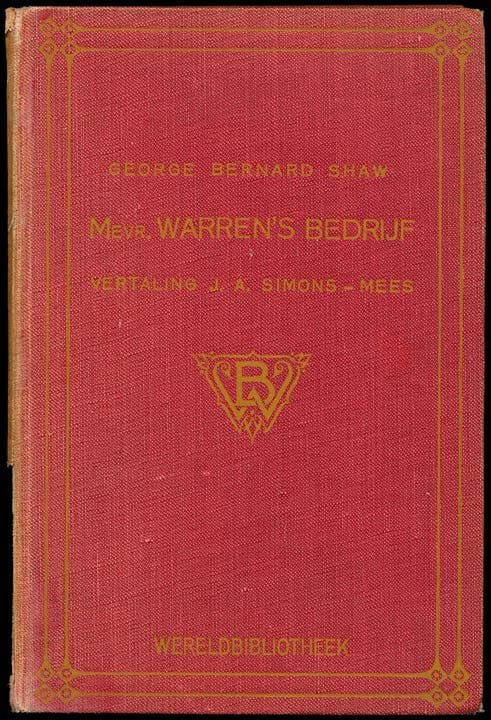 GEORGE BERNARD SHAW
MEVR. WARREN'S BEDRIJF
VERTALING J. A. SIMONS-MEES
WB
WERELDBIBLIOTHEEK